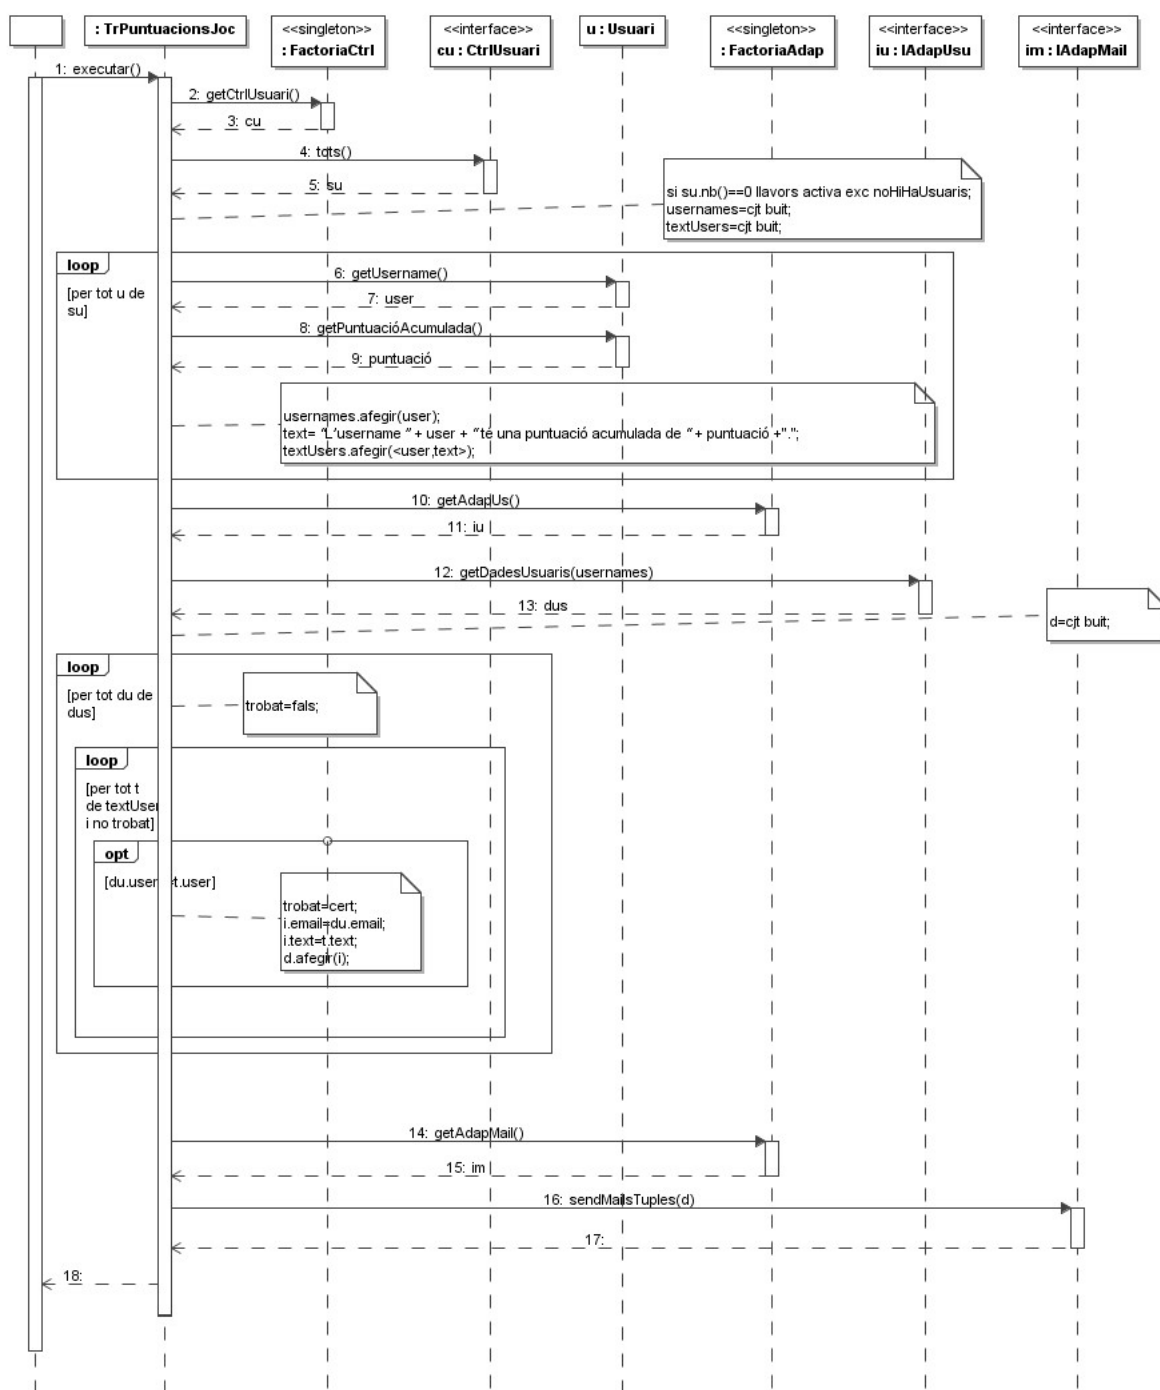 : TrPuntuacionsJoc
<<singleton>>
: FactoriaCtrl
<<interface>>
cu : CtrlUsuari
u : Usuari
<<singleton>>
: FactoriaAdap
<<interface>>
iu : IAdapUsu
<<interface>>
im : IAdapMail
1: executar()
2: getCtrlUsuari()
3: cu
4: tots()
5: su
si su.nb()==0 llavors activa exc noHiHaUsuaris;
usernames=cjt buit;
textUsers=cjt buit;
loop
[per tot u de
su]
6: getUsername()
7: user
8: getPuntuacióAcumulada()
9: puntuació
usernames.afegir(user);
text= "L'username " + user + "té una puntuació acumulada de " + puntuació +".";
textUsers.afegir(<user,text>);
10: getAdapUs()
11: iu
12: getDadesUsuaris(usernames)
13: dus
d=cjt buit;
loop
[per tot du de
dus]
trobat=fals;
loop
[per tot t
de textUser
i no trobat]
opt
[du.user=t.user]
trobat=cert;
i.email=du.email;
i.text=t.text;
d.afegir(i);
14: getAdapMail()
15: im
16: sendMailsTuples(d)
17:
18: